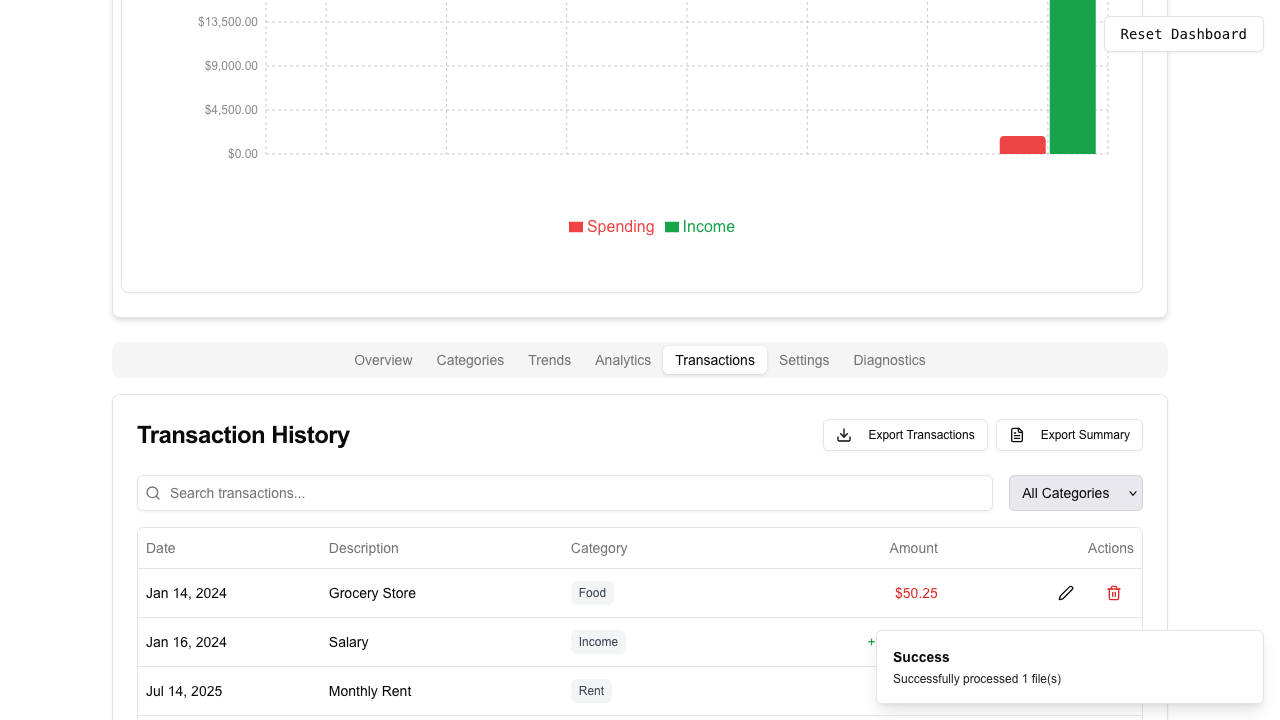 $13,500.00
Reset Dashboard
$9,000.00
$4,500.00
$0.00
Spending Income
Overview Categories Trends Analytics Transactions Settings Diagnostics
Transaction History Export Transactions Export Summary
Search transactions... All Categories
Date Description Category Amount Actions
Jan 14, 2024 Grocery Store Food $50.25
Jan 16, 2024 Salary Income +
Success
Successfully processed 1 file(s)
Jul 14, 2025 Monthly Rent Rent